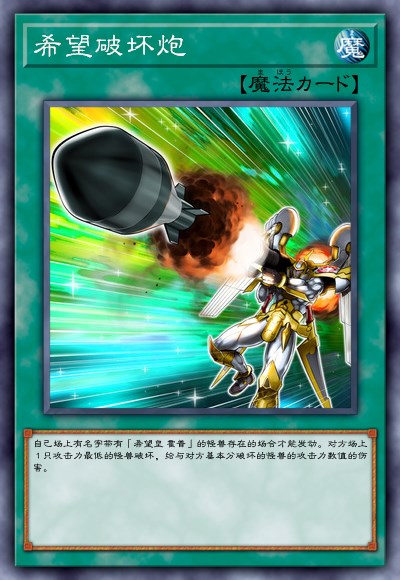 希望破坏炮
魔
【魔法カード】
自己场上有名字带有「希望皇 霍普」的怪兽存在的场合才能发动。对方场上
1只攻击力最低的怪兽破坏，给与对方基本分破坏的怪兽的攻击力数值的伤
害。